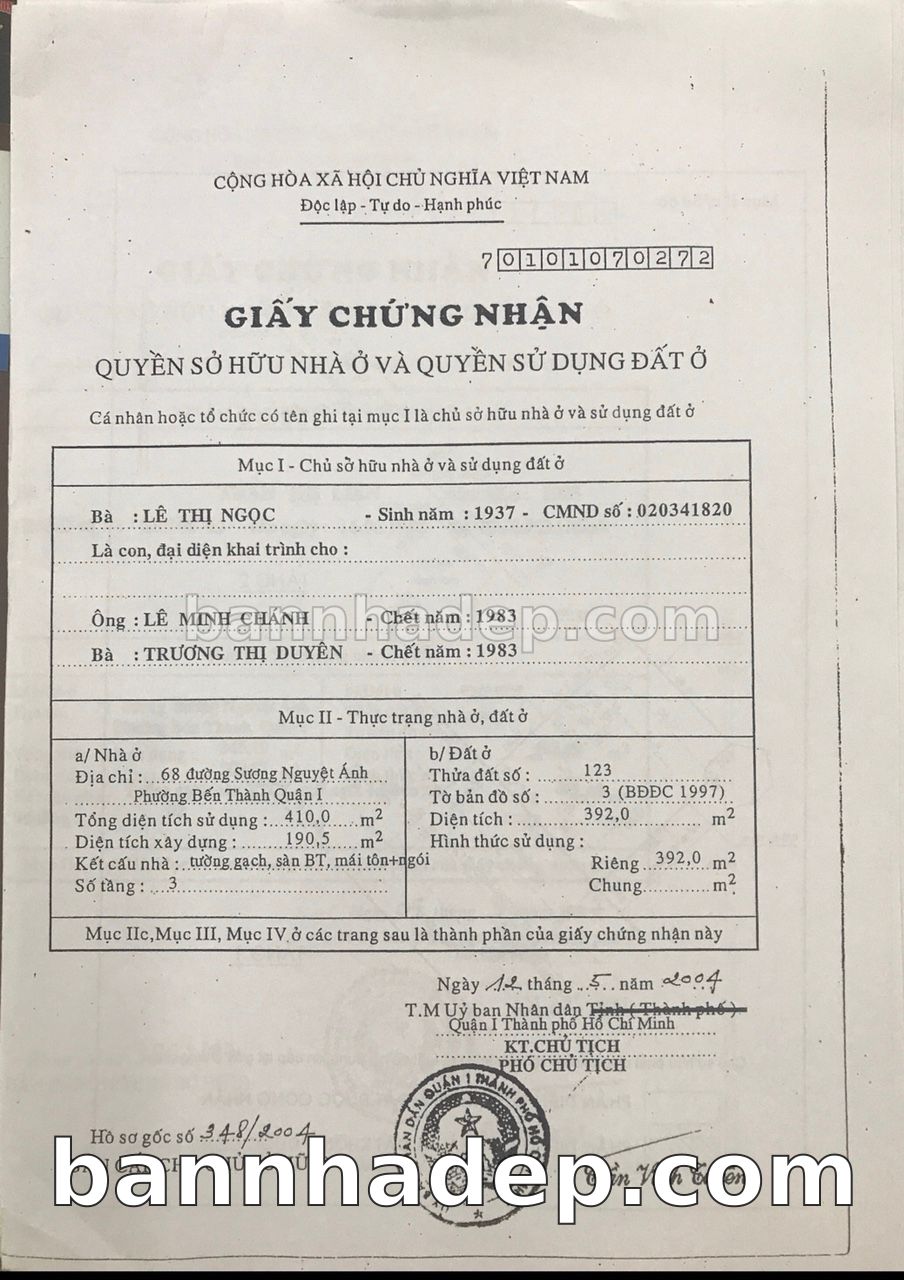 CỘNG HÒA XÃ HỘI CHỦ NGHĨA VIỆT NAM
Độc lập - Tự do - Hạnh phúc
7 0101070272
GIẤY CHỨNG NHẬN
QUYỀN SỞ HỮU NHÀ Ở VÀ QUYỀN SỬ DỤNG ĐẤT Ở
Cá nhân hoặc tổ chức có tên ghi tại mục I là chủ sở hữu nhà ở và sử dụng đất ở
Mục I - Chủ sở hữu nhà ở và sử dụng đất ở
Bà : LÊ THỊ NGỌC - Sinh năm : 1937 - CMND số : 020341820
Là con, đại diện khai trình cho :
bannhadep.com
Ông : LÊ MINH CHÁNH - Chết năm : 1983
Bà : TRƯƠNG THỊ DUYÊN - Chết năm : 1983
Mục II - Thực trạng nhà ở, đất ở
a/ Nhà ở
Địa chỉ : 68 đường Sương Nguyệt Ánh
Phường Bến Thành Quận I
Tổng diện tích sử dụng : 410,0 m2
Diện tích xây dựng : 190,5 m2
Kết cấu nhà : tường gạch, sàn BT, mái tôn+ngói
Số tầng : 3
b/ Đất ở
Thửa đất số : 123
Tờ bản đồ số : 3 (BĐĐC 1997)
Diện tích : 392,0 m2
Hình thức sử dụng :
Riêng 392,0 m2
Chung m2
Mục IIc,Mục III, Mục IV ở các trang sau là thành phần của giấy chứng nhận này
Ngày 12 tháng 5 năm 2004
T.M Uỷ ban Nhân dân Tỉnh ( Thành phố )
Quận I Thành phố Hồ Chí Minh
KT.CHỦ TỊCH
PHÓ CHỦ TỊCH
Hồ sơ gốc số 348/2004
bannhadep.com